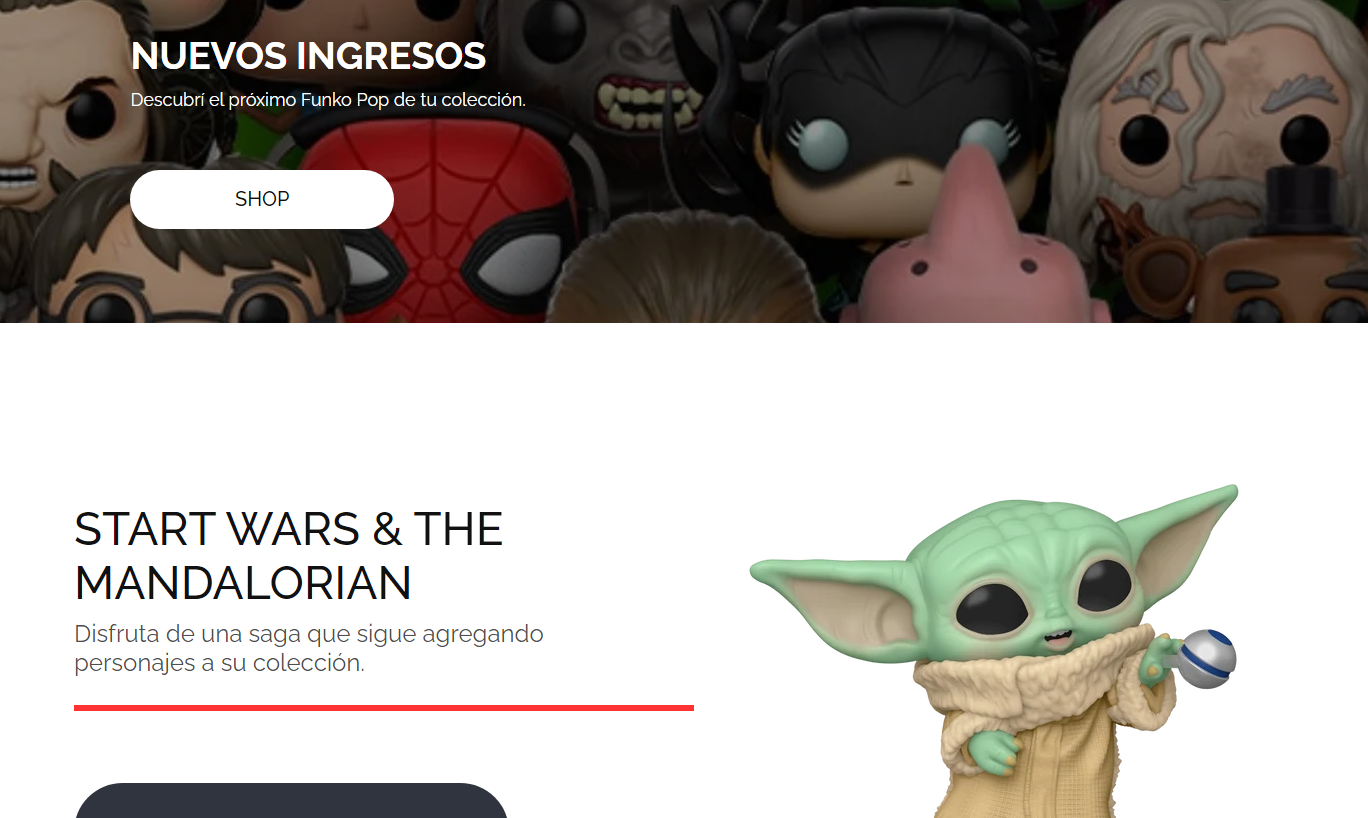 NUEVOS INGRESOS
Descubrí el próximo Funko Pop de tu colección.
SHOP
START WARS & THE
MANDALORIAN
Disfruta de una saga que sigue agregando
personajes a su colección.